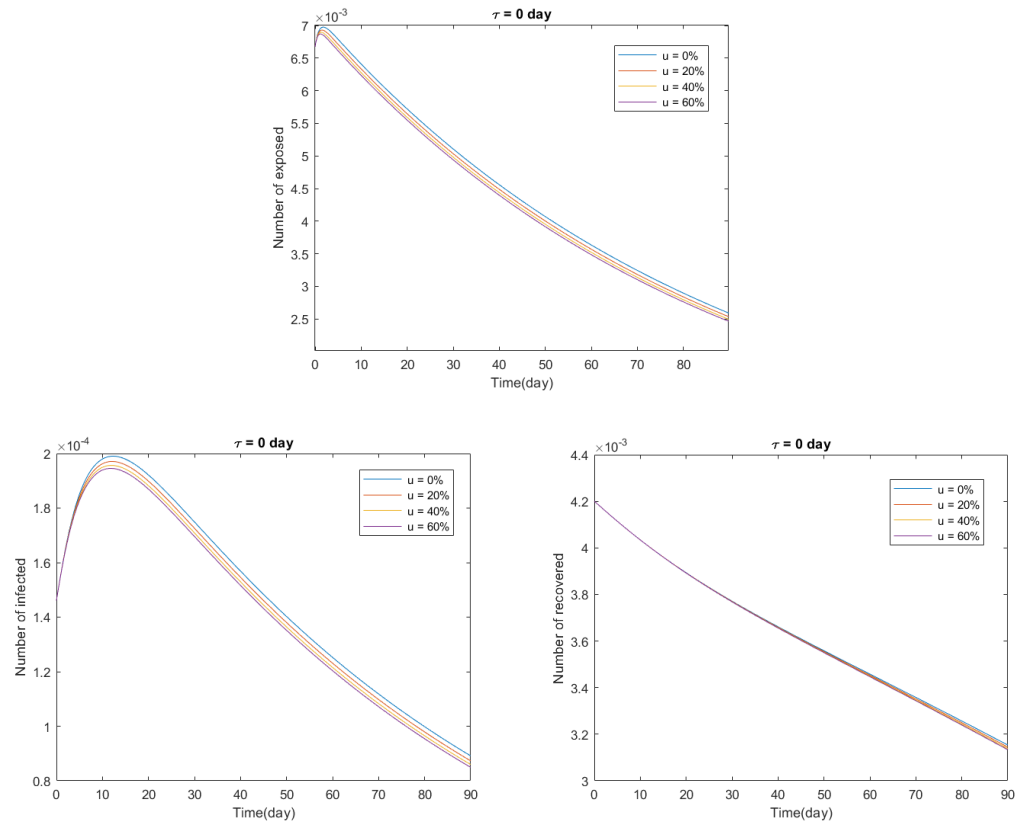 τ = 0 day
×10⁻³
7
6.5
6
5.5
5
4.5
4
3.5
3
2.5
Number of exposed
u = 0%
u = 20%
u = 40%
u = 60%
0 10 20 30 40 50 60 70 80
Time(day)
τ = 0 day
×10⁻⁴
2
1.8
1.6
1.4
1.2
1
0.8
Number of infected
u = 0%
u = 20%
u = 40%
u = 60%
0 10 20 30 40 50 60 70 80 90
Time(day)
τ = 0 day
×10⁻³
4.4
4.2
4
3.8
3.6
3.4
3.2
3
Number of recovered
u = 0%
u = 20%
u = 40%
u = 60%
0 10 20 30 40 50 60 70 80 90
Time(day)